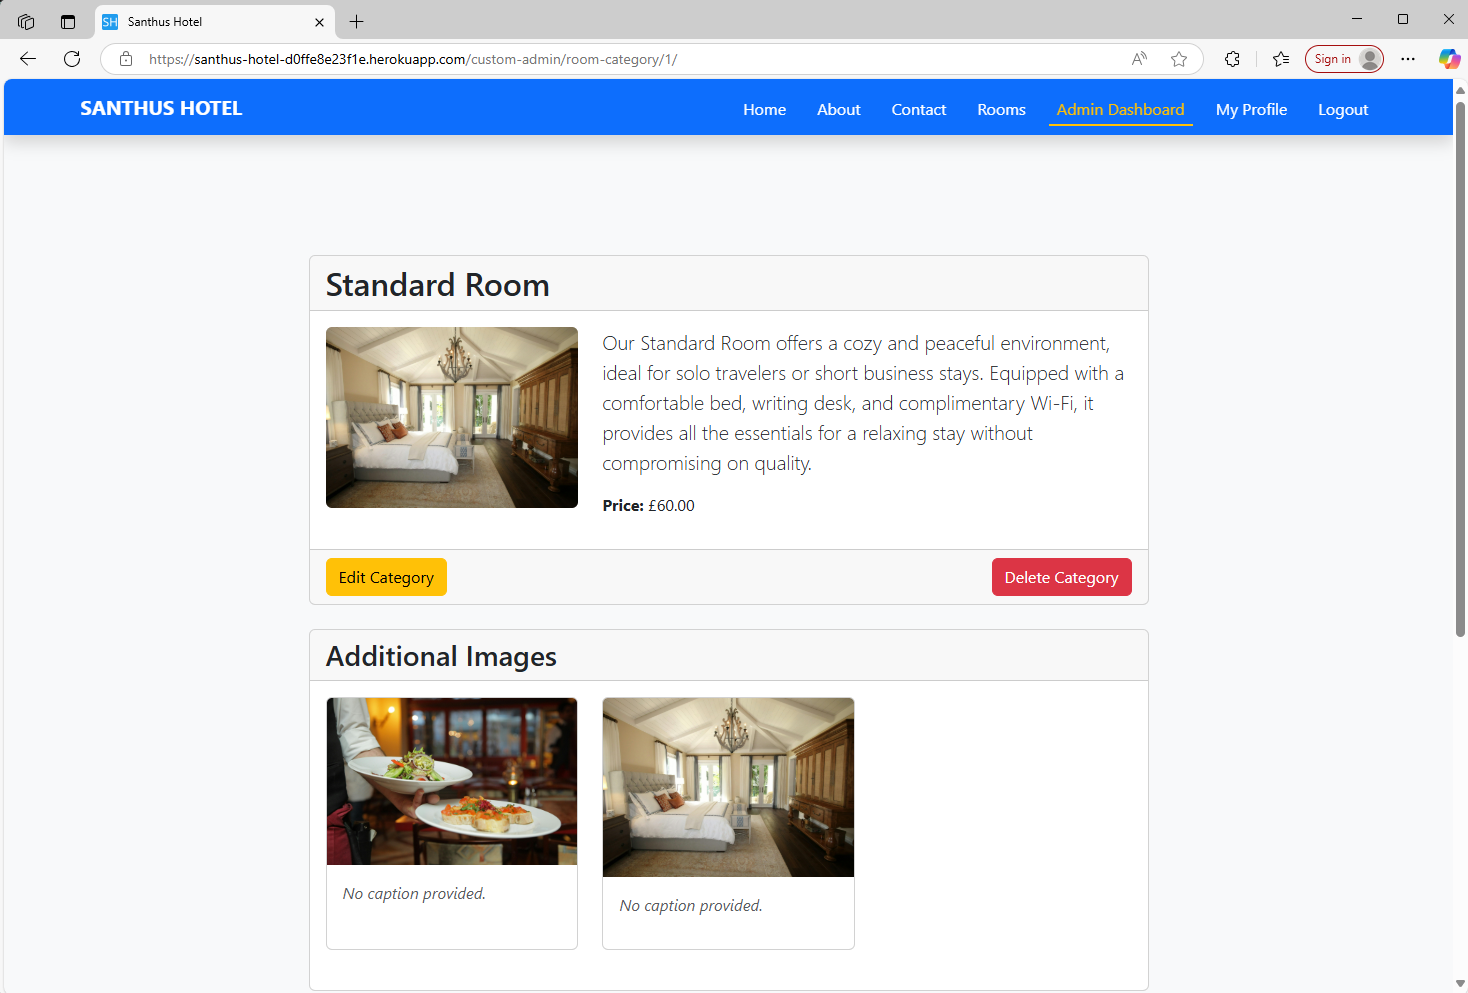 SH Santhus Hotel
https://santhus-hotel-d0ffe8e23f1e.herokuapp.com/custom-admin/room-category/1/
Sign in
SANTHUS HOTEL
Home About Contact Rooms Admin Dashboard My Profile Logout
Standard Room
Our Standard Room offers a cozy and peaceful environment,
ideal for solo travelers or short business stays. Equipped with a
comfortable bed, writing desk, and complimentary Wi-Fi, it
provides all the essentials for a relaxing stay without
compromising on quality.
Price: £60.00
Edit Category Delete Category
Additional Images
No caption provided.
No caption provided.